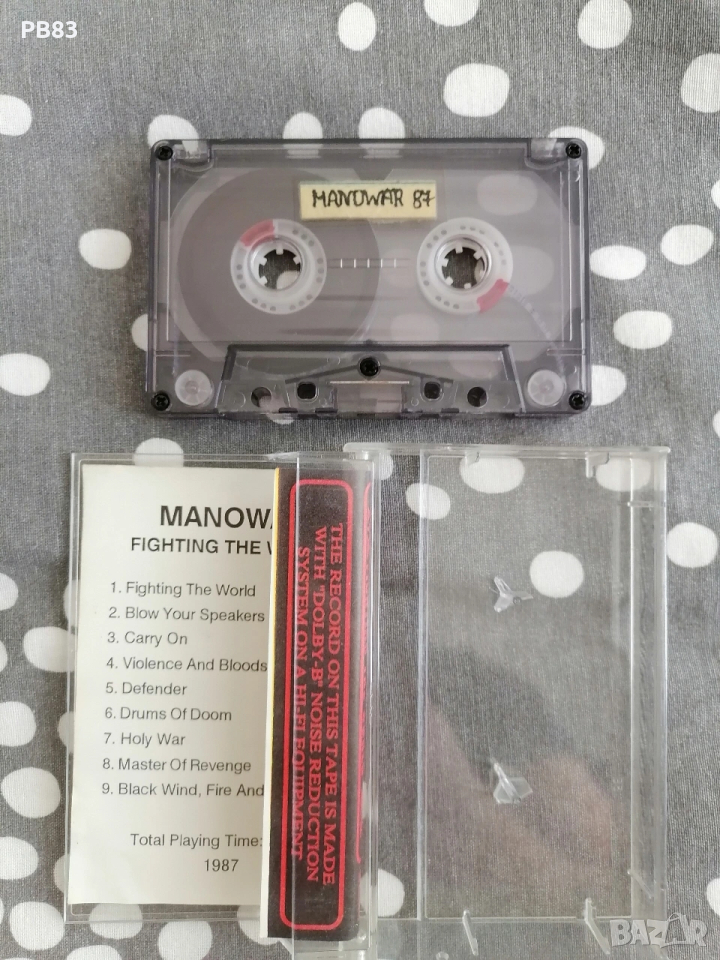 PB83
MANOWAR 87
MANOWA
FIGHTING THE W
1. Fighting The World
2. Blow Your Speakers
3. Carry On
4. Violence And Bloods
5. Defender
6. Drums Of Doom
7. Holy War
8. Master Of Revenge
9. Black Wind, Fire And
Total Playing Time:
1987
THE RECORD ON THIS TAPE IS MADE
WITH "DOLBY-B" NOISE REDUCTION
SYSTEM ON A HI-FI EQUIPMENT
BAZAR